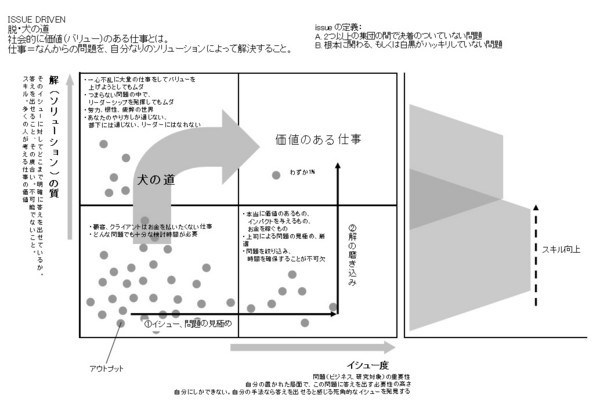 ISSUE DRIVEN
脱・犬の道
社会的に価値(バリュー)のある仕事とは。
仕事＝なんからの問題を、自分なりのソリューションによって解決すること。
issueの定義：
A. 2つ以上の集団の間で決着のついていない問題
B. 根本に関わる、もしくは白黒がハッキリしていない問題
解（ソリューション）の質
そのイシューに対してどこまで明確に答えを出せているか。
答えを出せること、その度合い、不可能でないこと。
スキル、多くの人が考える仕事の価値
・一心不乱に大量の仕事をしてバリューを
上げようとしてもムダ
・つまらない問題の中で、
リーダーシップを発揮してもムダ
・努力、根性、疲弊の世界
・あなたのやり方しか通じない、
部下には通じない、リーダーにはなれない
犬の道
価値のある仕事
わずか1%
・顧客、クライアントはお金を払いたくない仕事
・どんな問題でも十分な検討時間が必要
・本当に価値のあるもの、
インパクトを与えるもの、
お金を稼ぐもの
・上司による問題の見極め、厳
選
・問題を絞り込み、
時間を確保することが不可欠
②解の磨き込み
①イシュー、問題の見極め
アウトプット
スキル向上
イシュー度
問題（ビジネス、研究対象）の重要性
自分の置かれた局面で、この問題に答えを出す必要性の高さ
自分にしかできない。自分の手法なら答えを出せると感じる死角的なイシューを発見する